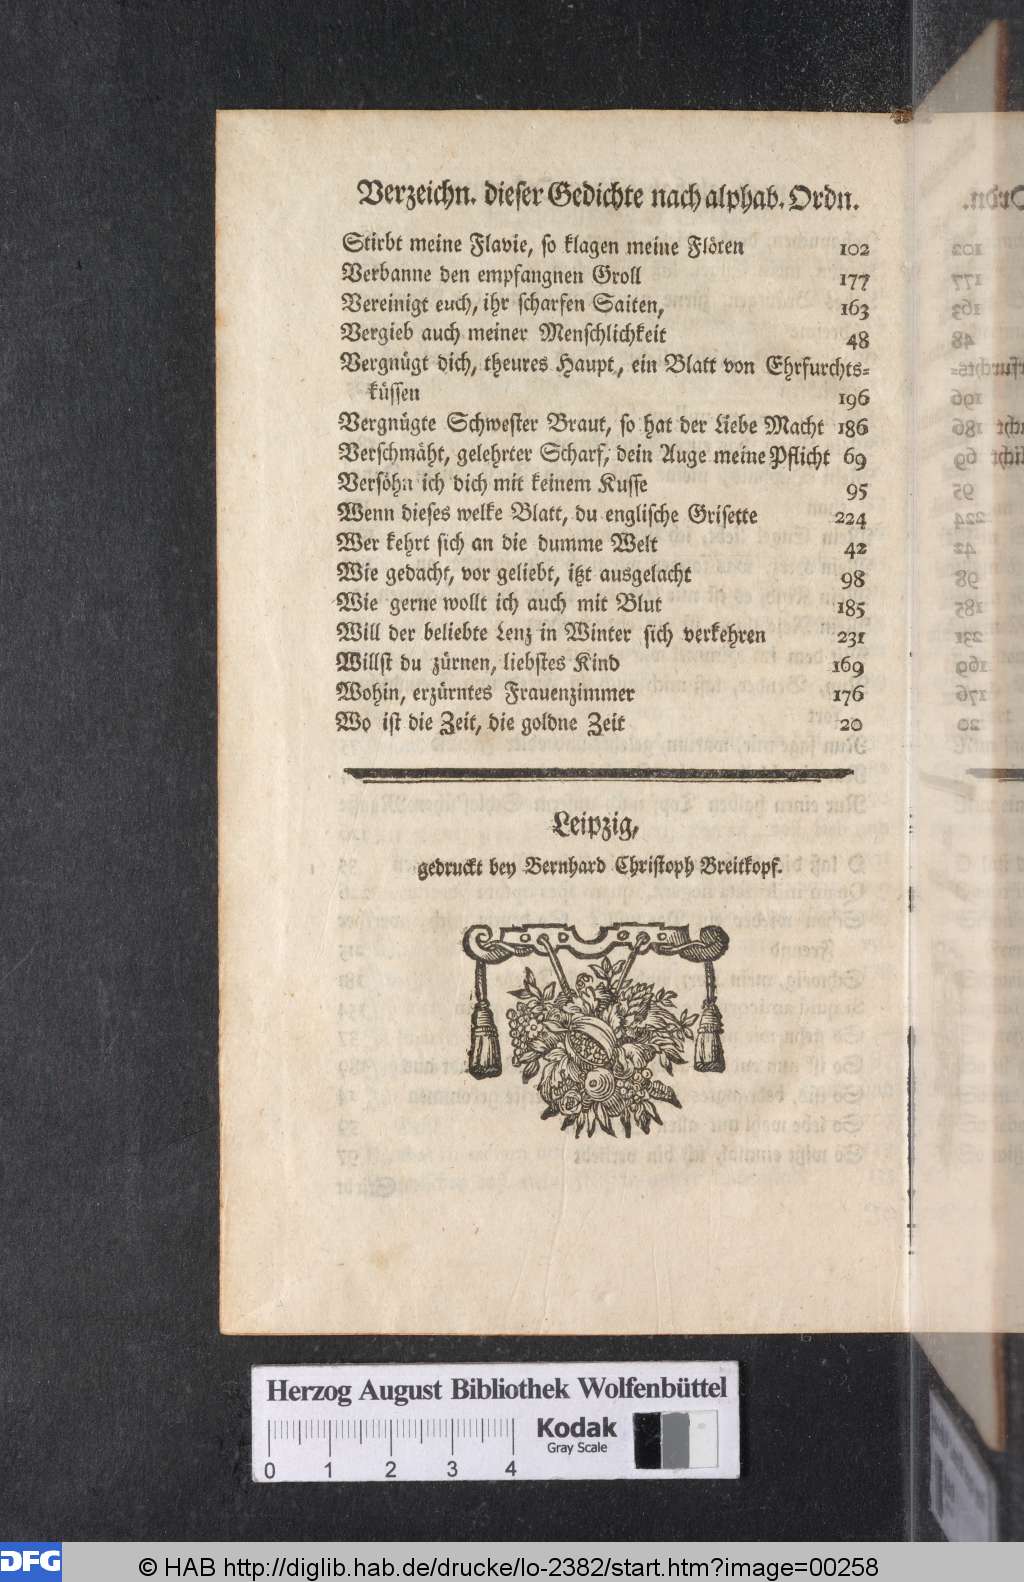 Verzeichn. dieser Gedichte nach alphab. Ordn.
Stirbt meine Flavie, so klagen meine Flöten 102
Verbanne den empfangnen Groll 177
Vereinigt euch, ihr scharfen Saiten, 163
Vergieb auch meiner Menschlichkeit 48
Vergnügt dich, theures Haupt, ein Blatt von Ehrfurchts-
küssen 196
Vergnügte Schwester Braut, so hat der Liebe Macht 186
Verschmäht, gelehrter Scharf, dein Auge meine Pflicht 69
Versöhn ich dich mit keinem Kusse 95
Wenn dieses welke Blatt, du englische Grisette 224
Wer kehrt sich an die dumme Welt 42
Wie gedacht, vor geliebt, itzt ausgelacht 98
Wie gerne wollt ich auch mit Blut 185
Will der beliebte Lenz in Winter sich verkehren 231
Willst du zürnen, liebstes Kind 169
Wohin, erzürntes Frauenzimmer 176
Wo ist die Zeit, die goldne Zeit 20
Leipzig,
gedruckt bey Bernhard Christoph Breitkopf.
Herzog August Bibliothek Wolfenbüttel
Kodak
Gray Scale
0 1 2 3 4
DFG
© HAB http://diglib.hab.de/drucke/lo-2382/start.htm?image=00258